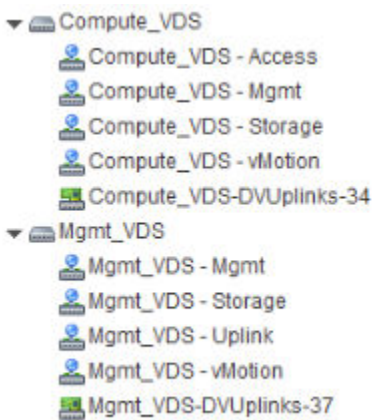 Compute_VDS
Compute_VDS - Access
Compute_VDS - Mgmt
Compute_VDS - Storage
Compute_VDS - vMotion
Compute_VDS-DVUplinks-34
Mgmt_VDS
Mgmt_VDS - Mgmt
Mgmt_VDS - Storage
Mgmt_VDS - Uplink
Mgmt_VDS - vMotion
Mgmt_VDS-DVUplinks-37